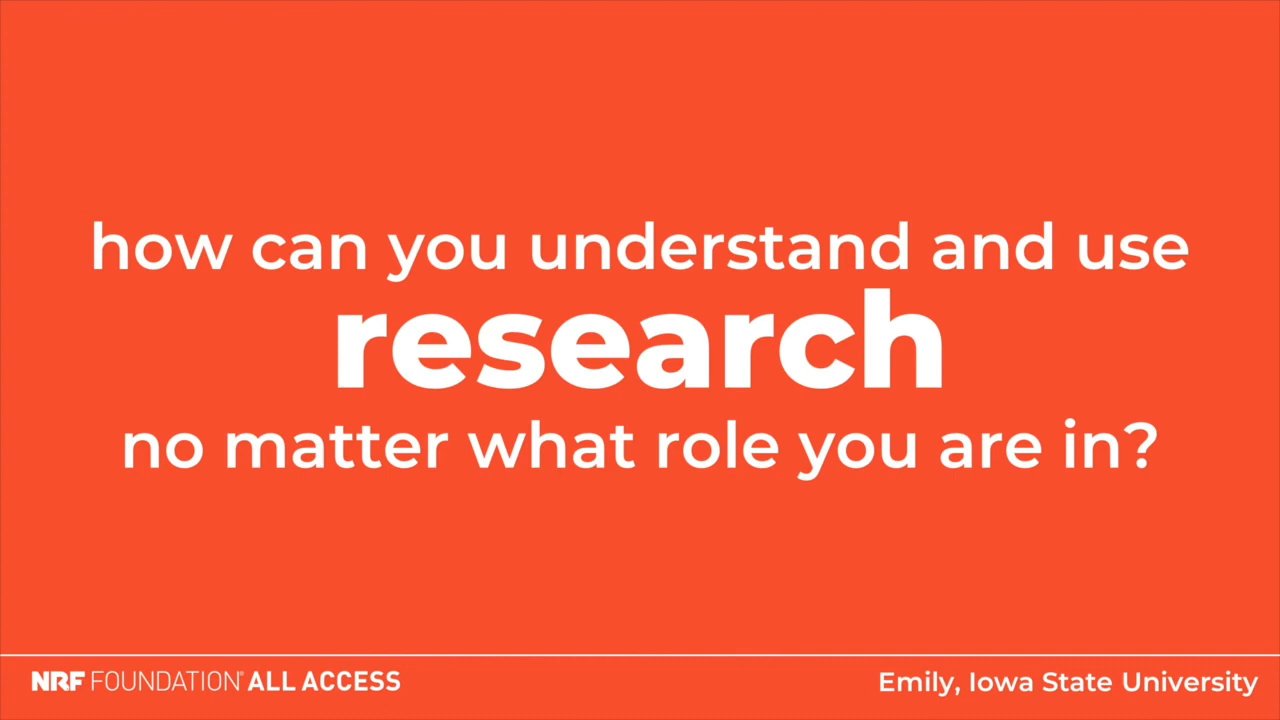 how can you understand and use
research
no matter what role you are in?
NRF FOUNDATION® ALL ACCESS
Emily, Iowa State University